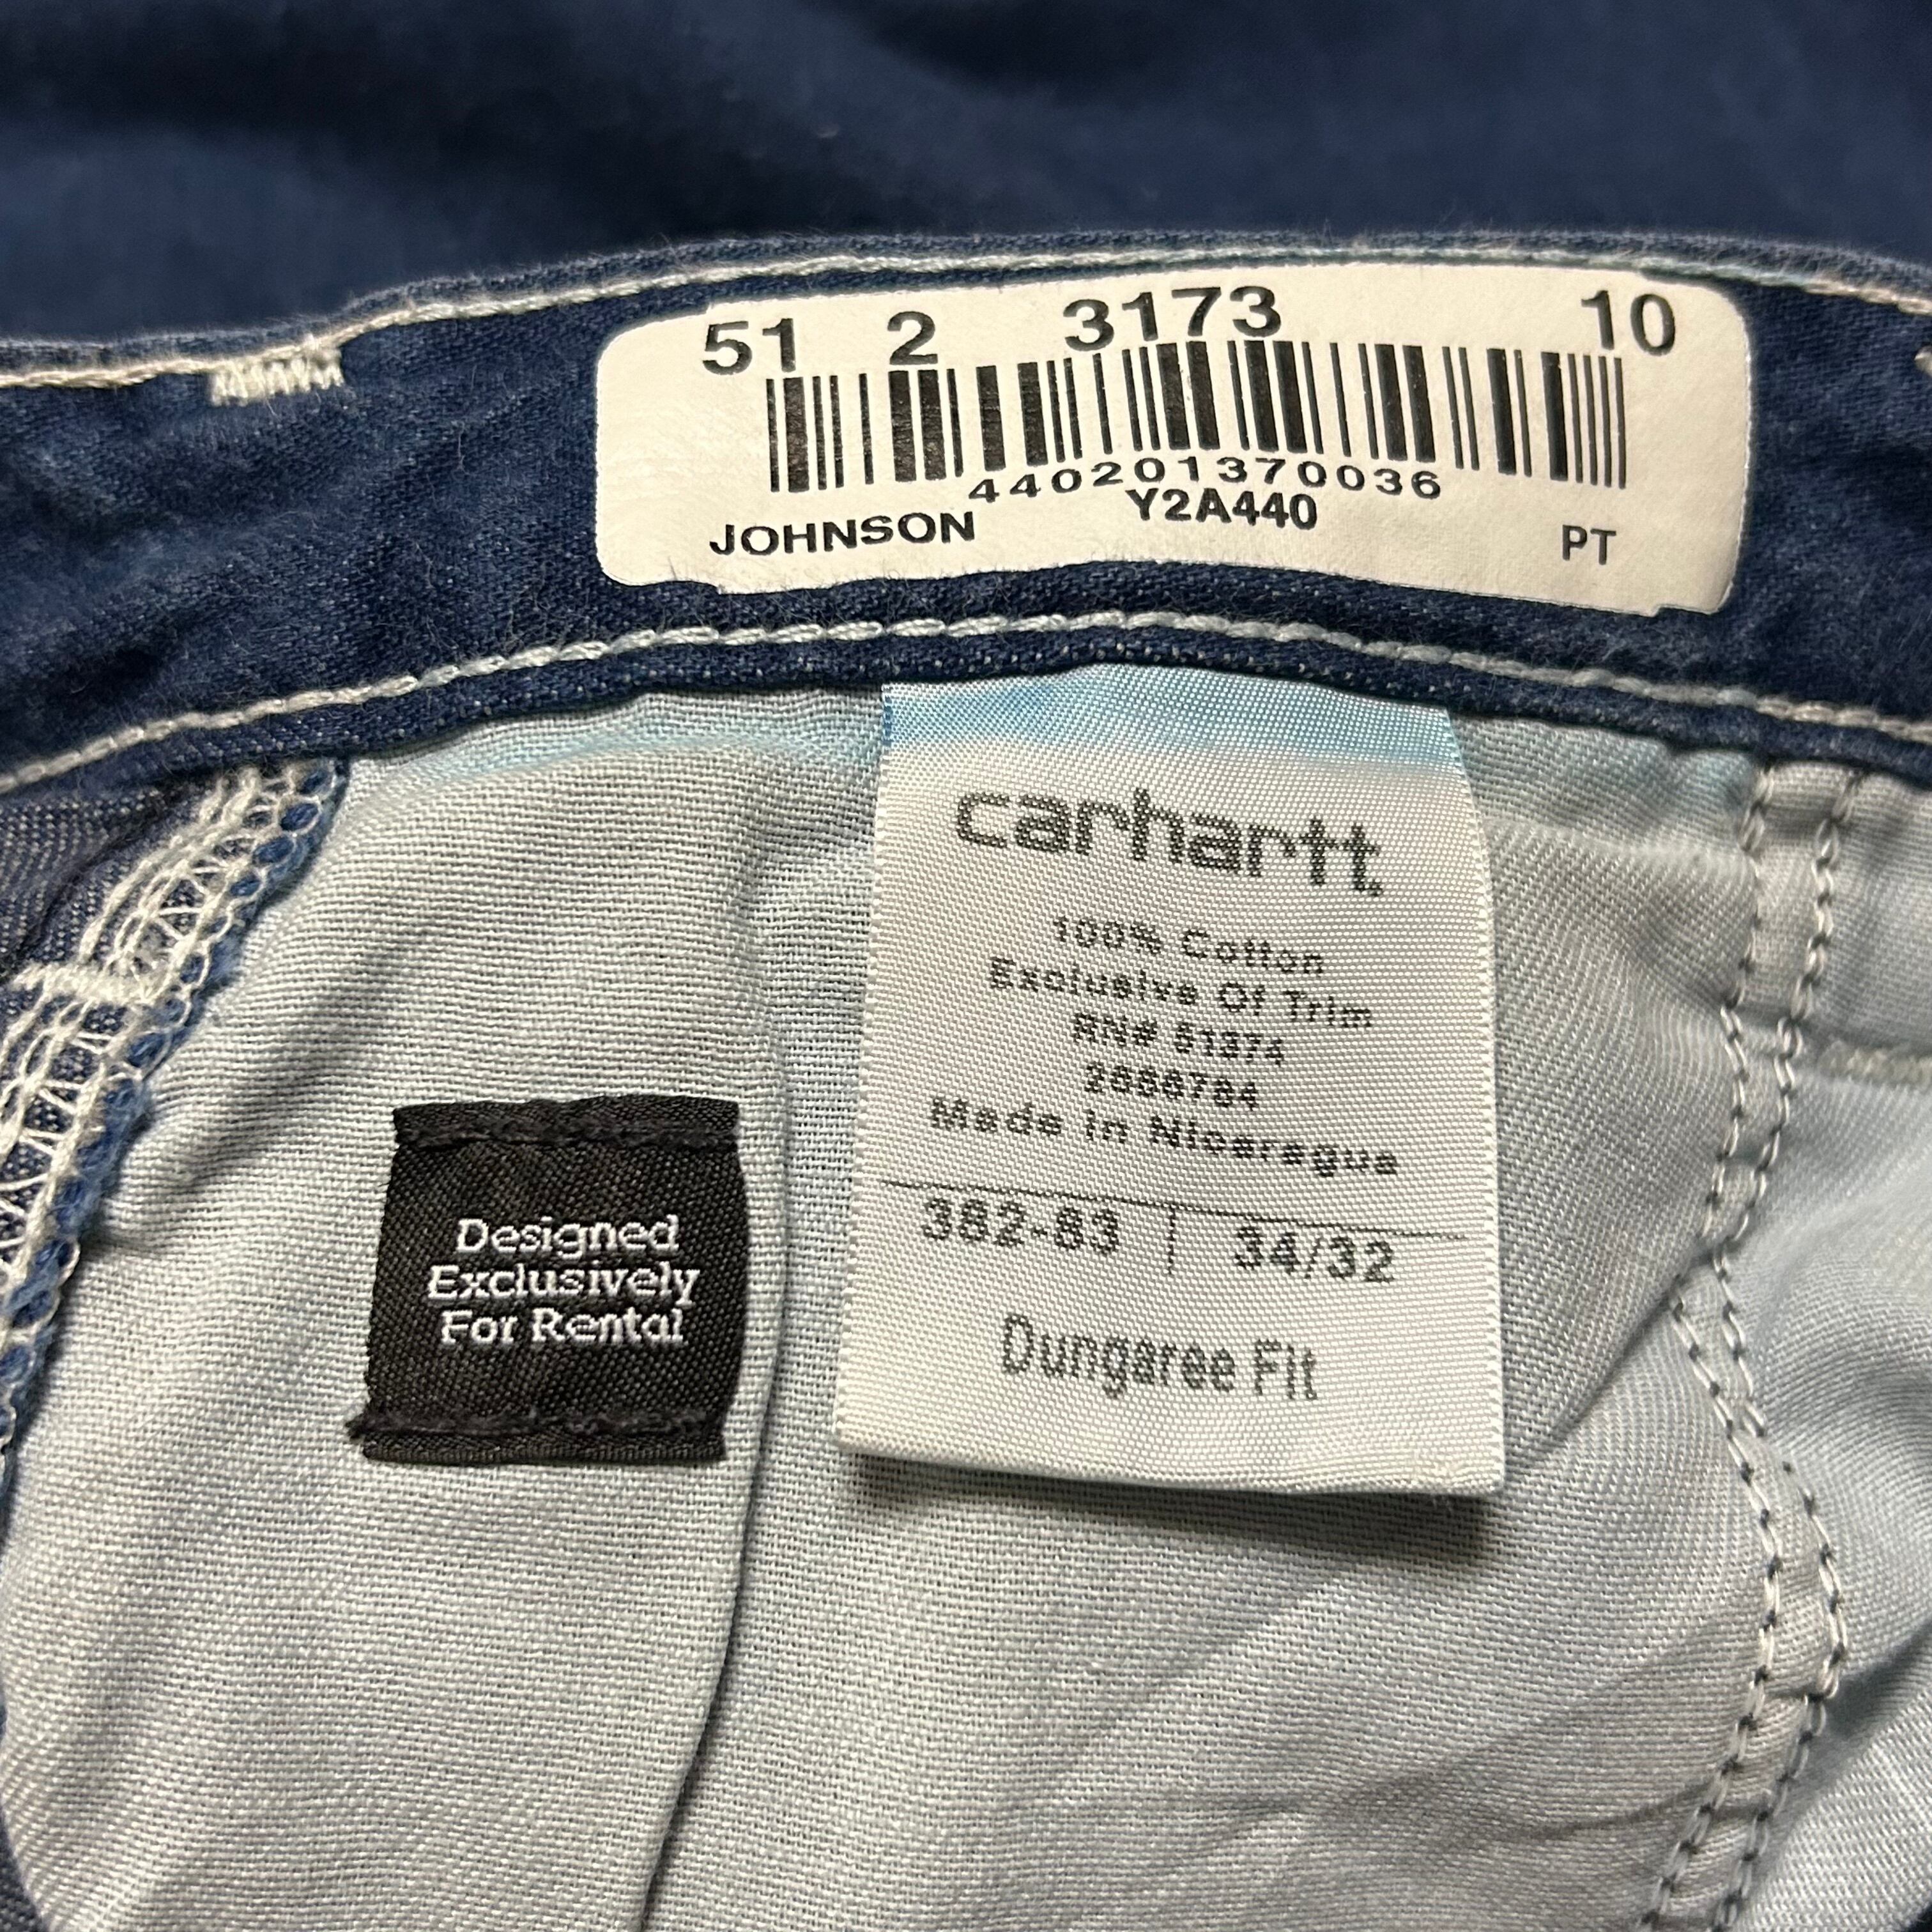 51 2 3173 10
440201370036
JOHNSON Y2A440 PT
carhartt.
100% Cotton
Exclusive Of Trim
RN# 51374
Made in Nicaragua
382-83 34/32
Dungaree Fit
Designed
Exclusively
For Rental